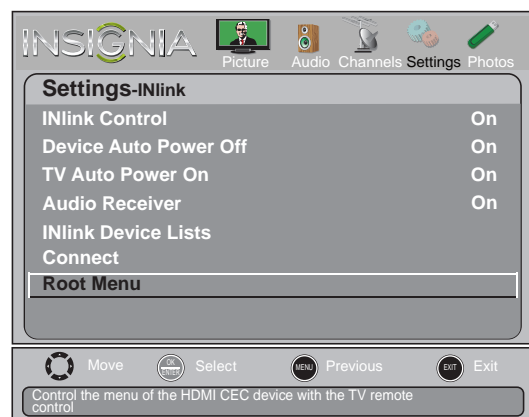 INSIGNIA
Picture Audio Channels Settings Photos
Settings-INlink
INlink Control On
Device Auto Power Off On
TV Auto Power On On
Audio Receiver On
INlink Device Lists
Connect
Root Menu
Move OK ENTER Select MENU Previous EXIT Exit
Control the menu of the HDMI CEC device with the TV remote
control